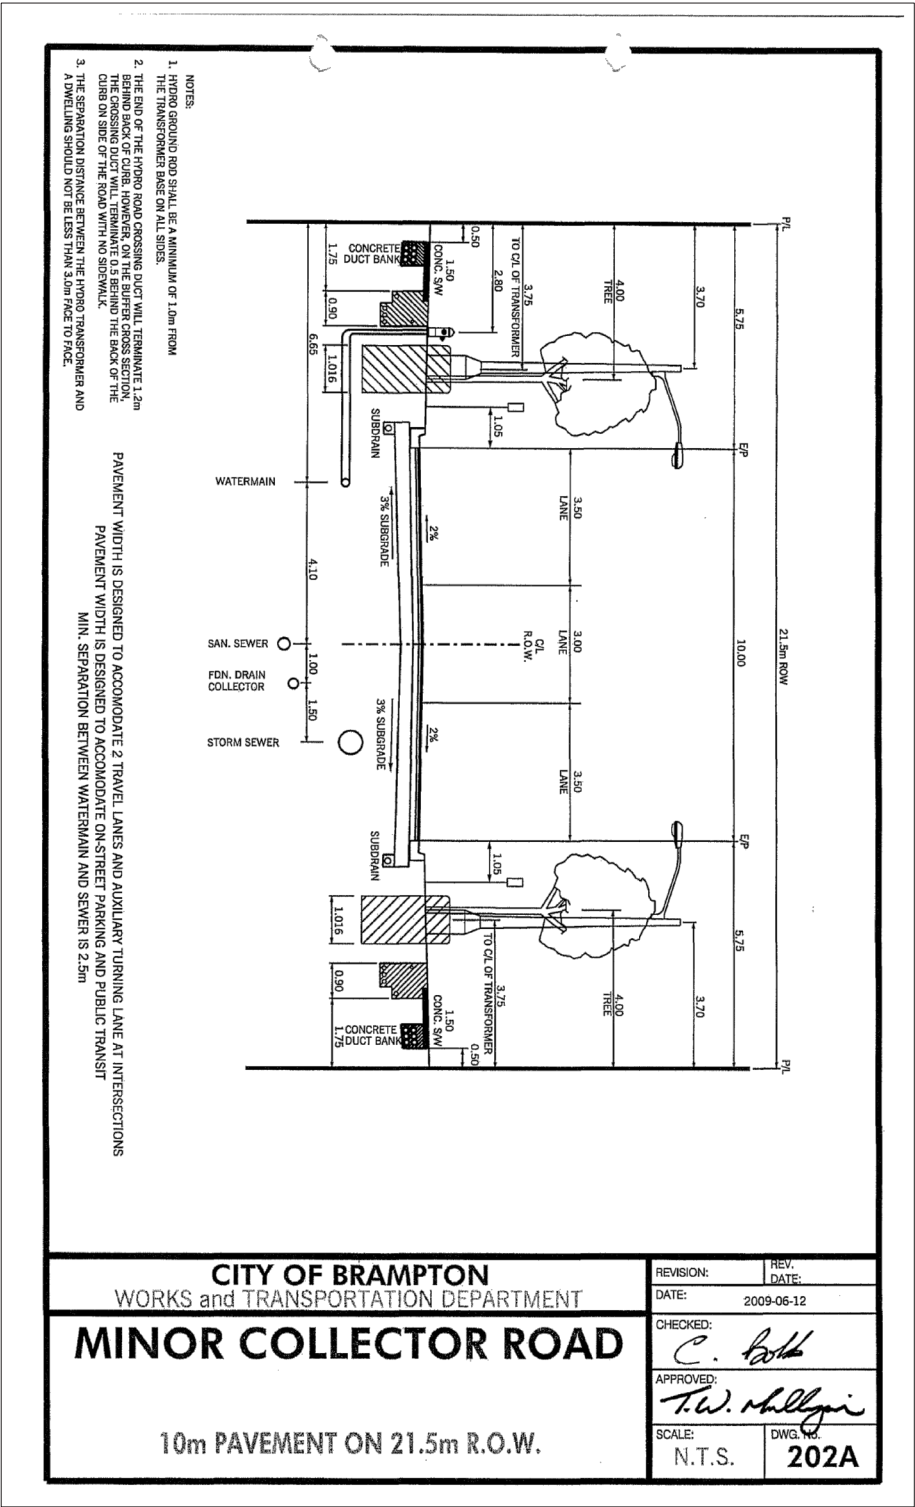 NOTES:
1. HYDRO GROUND ROD SHALL BE A MINIMUM OF 1.0m FROM
THE TRANSFORMER BASE ON ALL SIDES.
2. THE END OF THE HYDRO ROAD CROSSING DUCT WILL TERMINATE 1.2m
BEHIND BACK OF CURB. HOWEVER, ON THE BUFFER CROSS SECTION,
THE CROSSING DUCT WILL TERMINATE 0.5 BEHIND THE BACK OF THE
CURB ON SIDE OF THE ROAD WITH NO SIDEWALK.
3. THE SEPARATION DISTANCE BETWEEN THE HYDRO TRANSFORMER AND
A DWELLING SHOULD NOT BE LESS THAN 3.0m FACE TO FACE.
P/L
P/L
21.5m ROW
5.75
E/P
10.00
E/P
5.75
3.70
3.70
4.00
TREE
4.00
TREE
3.50
LANE
3.00
LANE
3.50
LANE
3.75
TO C/L OF TRANSFORMER
3.75
TO C/L OF TRANSFORMER
2.80
0.50
0.50
1.05
1.05
C/L
R.O.W.
1.50
CONC. S/W
1.50
CONC. S/W
CONCRETE
DUCT BANK
CONCRETE
DUCT BANK
2%
2%
3% SUBGRADE
3% SUBGRADE
SUBDRAIN
SUBDRAIN
1.75
0.90
1.016
1.016
0.90
1.75
6.65
4.10
1.00
1.50
WATERMAIN
SAN. SEWER
FDN. DRAIN
COLLECTOR
STORM SEWER
PAVEMENT WIDTH IS DESIGNED TO ACCOMODATE 2 TRAVEL LANES AND AUXILIARY TURNING LANE AT INTERSECTIONS
PAVEMENT WIDTH IS DESIGNED TO ACCOMODATE ON-STREET PARKING AND PUBLIC TRANSIT
MIN. SEPARATION BETWEEN WATERMAIN AND SEWER IS 2.5m
CITY OF BRAMPTON
WORKS and TRANSPORTATION DEPARTMENT
MINOR COLLECTOR ROAD
10m PAVEMENT ON 21.5m R.O.W.
REVISION:
REV.
DATE:
DATE:
2009-06-12
CHECKED:
C.
APPROVED:
T.W.
SCALE:
N.T.S.
DWG. No.
202A